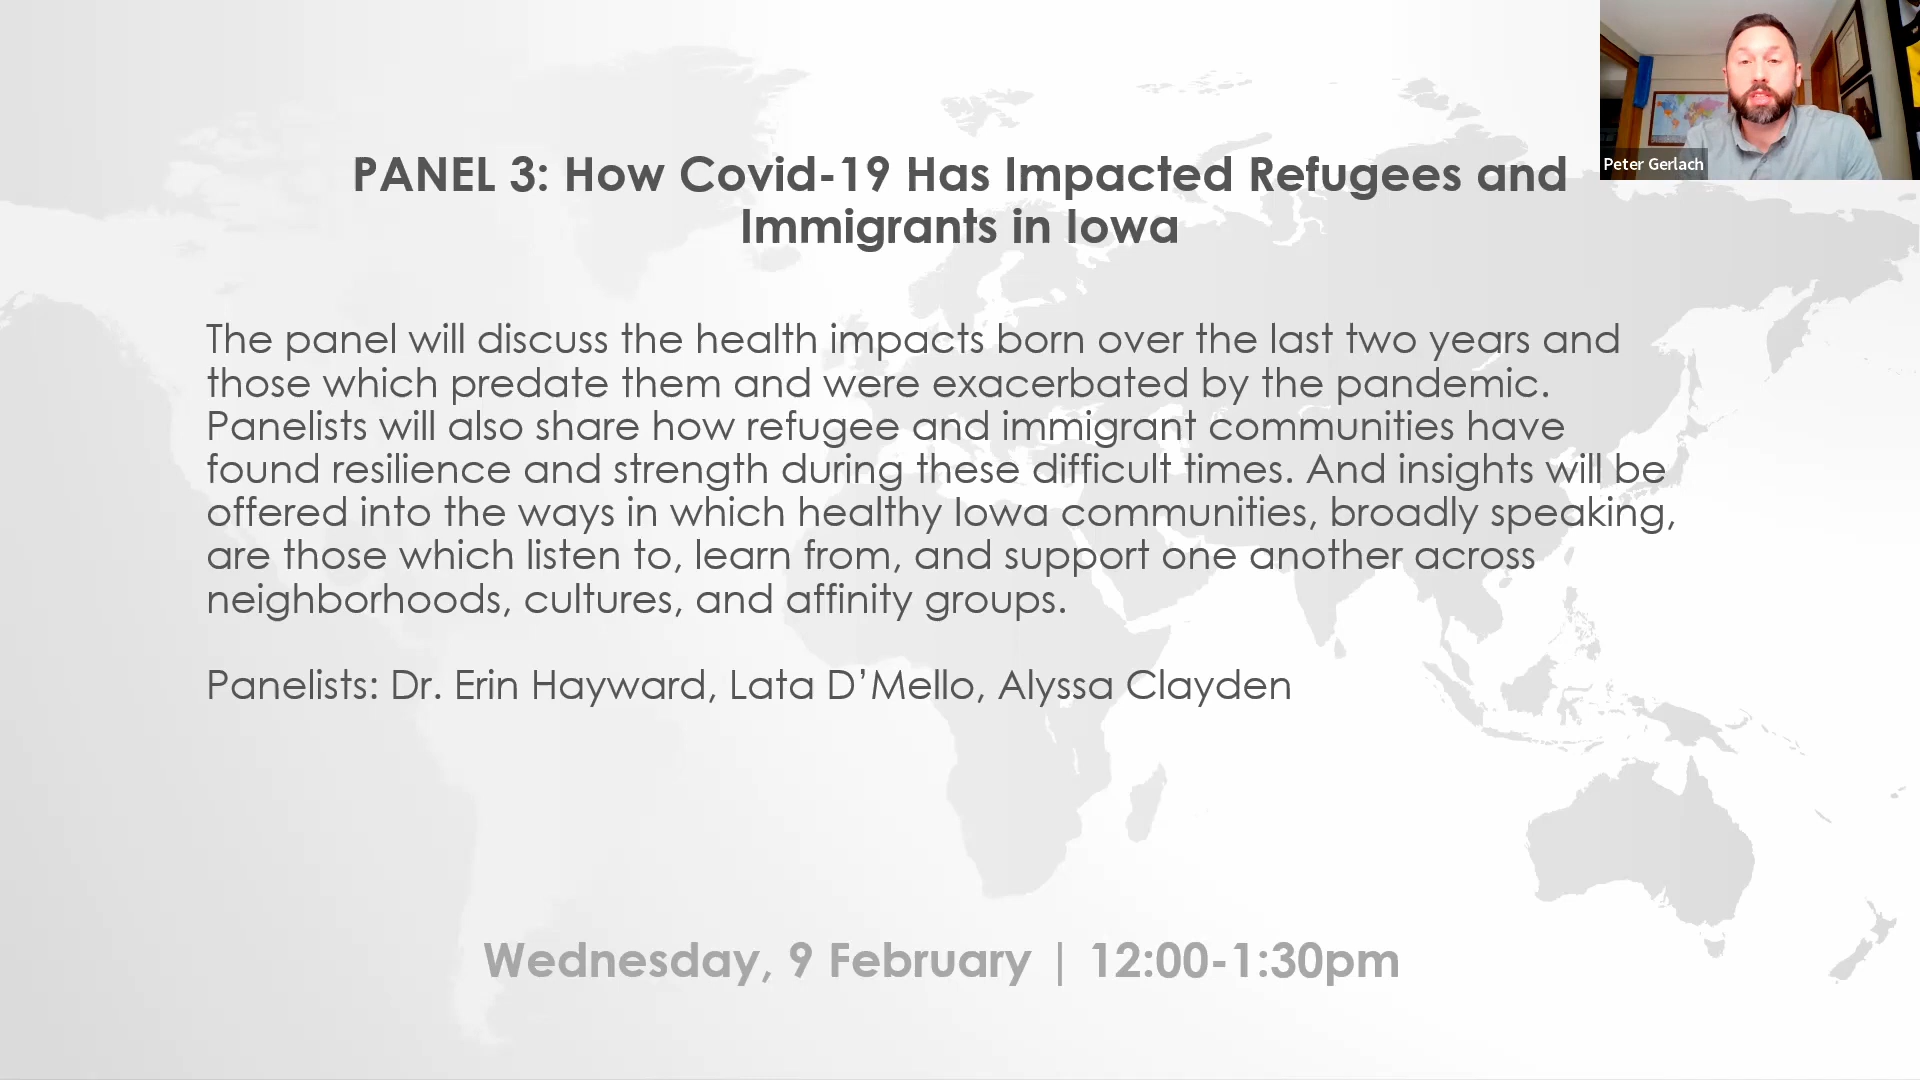 PANEL 3: How Covid-19 Has Impacted Refugees and
Immigrants in Iowa
Peter Gerlach
The panel will discuss the health impacts born over the last two years and
those which predate them and were exacerbated by the pandemic.
Panelists will also share how refugee and immigrant communities have
found resilience and strength during these difficult times. And insights will be
offered into the ways in which healthy Iowa communities, broadly speaking,
are those which listen to, learn from, and support one another across
neighborhoods, cultures, and affinity groups.
Panelists: Dr. Erin Hayward, Lata D’Mello, Alyssa Clayden
Wednesday, 9 February | 12:00-1:30pm